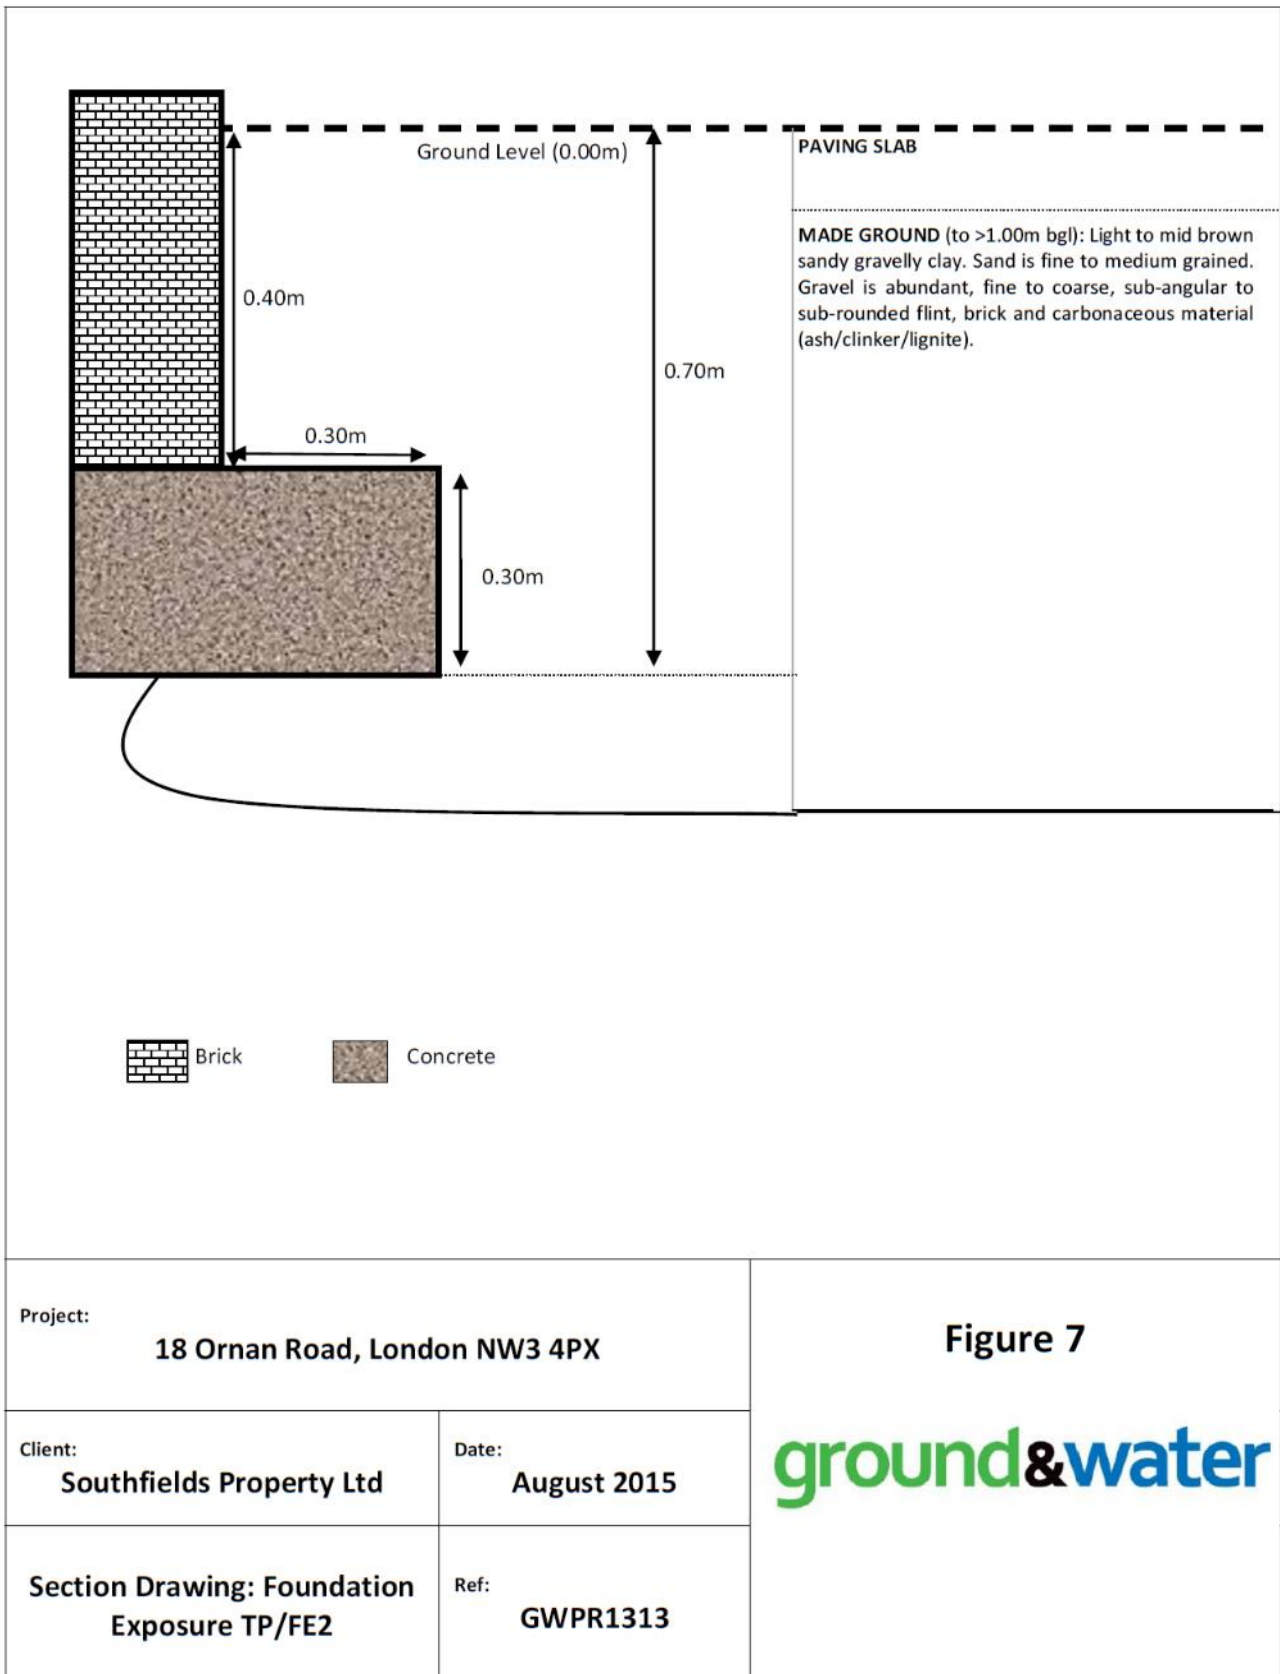 Ground Level (0.00m)
PAVING SLAB
MADE GROUND (to >1.00m bgl): Light to mid brown
sandy gravelly clay. Sand is fine to medium grained.
Gravel is abundant, fine to coarse, sub-angular to
sub-rounded flint, brick and carbonaceous material
(ash/clinker/lignite).
0.40m
0.70m
0.30m
0.30m
Brick
Concrete
Project:
18 Ornan Road, London NW3 4PX
Figure 7
Client:
Southfields Property Ltd
Date:
August 2015
ground&water
Section Drawing: Foundation
Exposure TP/FE2
Ref:
GWPR1313